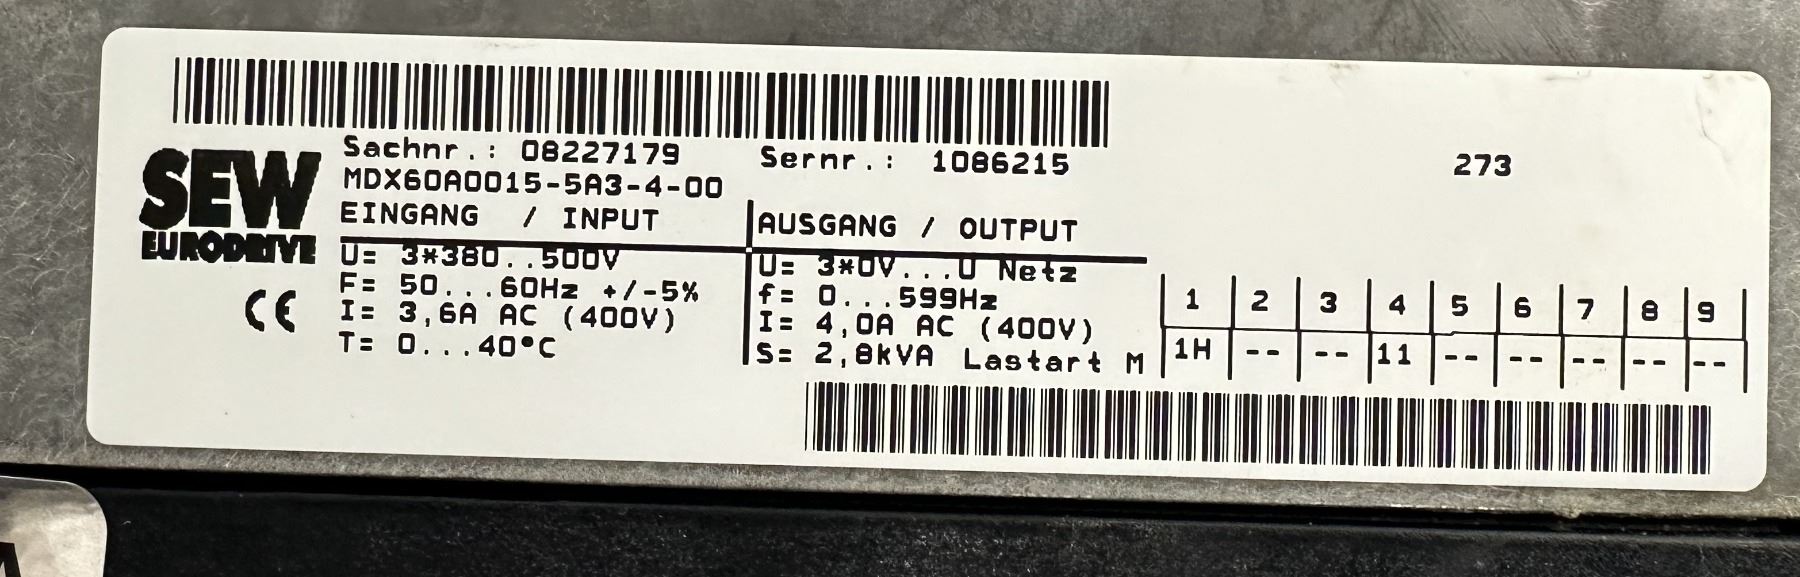 Sachnr.: 08227179 Sernr.: 1086215 273
SEW
EURODRIVE
MDX60A0015-5A3-4-00
EINGANG / INPUT
U= 3*380..500V
F= 50...60Hz +/-5%
I= 3,6A AC (400V)
T= 0...40°C
AUSGANG / OUTPUT
U= 3*0V...U Netz
f= 0...599Hz
I= 4,0A AC (400V)
S= 2,8kVA Lastart M
CE
1 2 3 4 5 6 7 8 9
1H -- -- 11 -- -- -- -- --